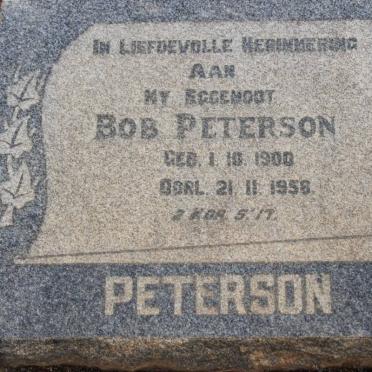 IN LIEFDEVOLLE HERINNERING
AAN
MY EGGENOOT
BOB PETERSON
GEB. 1. 10. 1900
OORL. 21. 11. 1958.
2 KOR. 5:17.
PETERSON